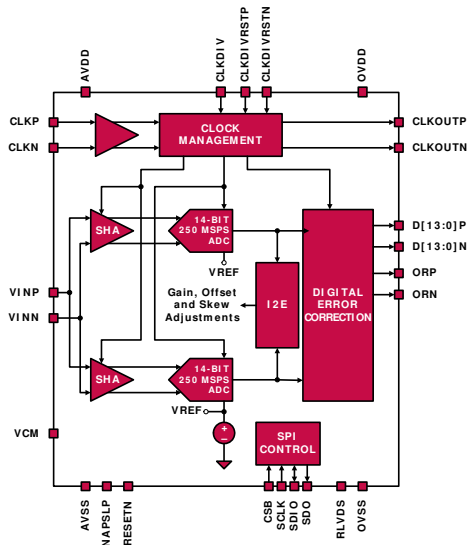 AVDD
CLKDIV
CLKDIVRSTP
CLKDIVRSTN
OVDD
CLKP
CLKN
CLOCK
MANAGEMENT
CLKOUTP
CLKOUTN
SHA
14-BIT
250 MSPS
ADC
VREF
D[13:0]P
D[13:0]N
ORP
ORN
VINP
VINN
Gain, Offset
and Skew
Adjustments
I2E
DIGITAL
ERROR
CORRECTION
SHA
14-BIT
250 MSPS
ADC
VREF
+
–
VCM
SPI
CONTROL
AVSS
NAPSLP
RESETN
CSB
SCLK
SDIO
SDO
RLVDS
OVSS